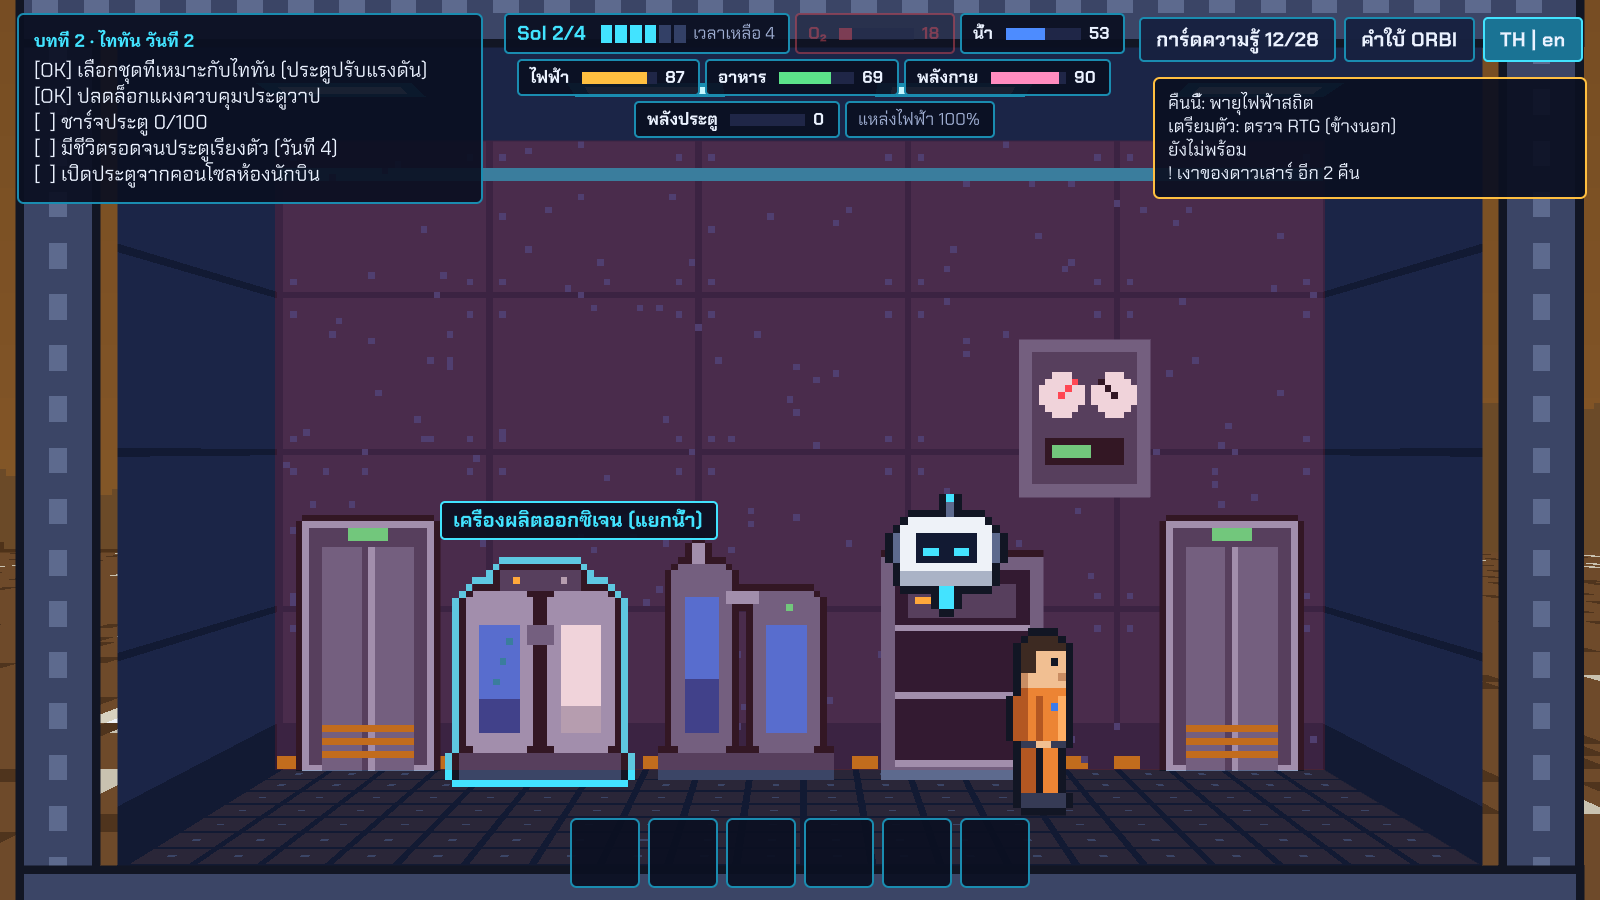 บทที่ 2 · ไททัน วันที่ 2
[OK] เลือกชุดที่เหมาะกับไททัน (ประตูปรับแรงดัน)
[OK] ปลดล็อกแผงควบคุมประตูวาป
[ ] ชาร์จประตู 0/100
[ ] มีชีวิตรอดจนประตูเรียงตัว (วันที่ 4)
[ ] เปิดประตูจากคอนโซลห้องนักบิน
Sol 2/4 เวลาเหลือ 4
O₂ 18
น้ำ 53
ไฟฟ้า 87
อาหาร 69
พลังกาย 90
พลังประตู 0
แหล่งไฟฟ้า 100%
การ์ดความรู้ 12/28
คำใบ้ ORBI
TH | en
คืนนี้: พายุไฟฟ้าสถิต
เตรียมตัว: ตรวจ RTG (ข้างนอก)
ยังไม่พร้อม
! เงาของดาวเสาร์ อีก 2 คืน
เครื่องผลิตออกซิเจน (แยกน้ำ)